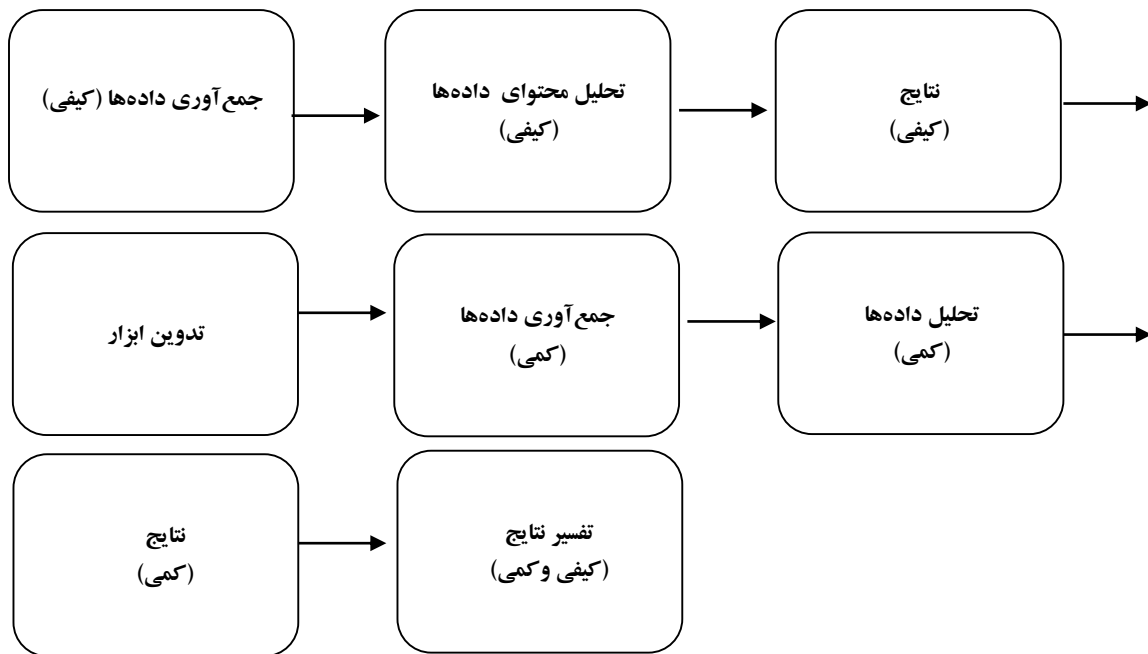 جمع‌آوری داده‌ها (کیفی)
تحلیل محتوای داده‌ها
(کیفی)
نتایج
(کیفی)
تدوین ابزار
جمع‌آوری داده‌ها
(کمی)
تحلیل داده‌ها
(کمی)
نتایج
(کمی)
تفسیر نتایج
(کیفی وکمی)